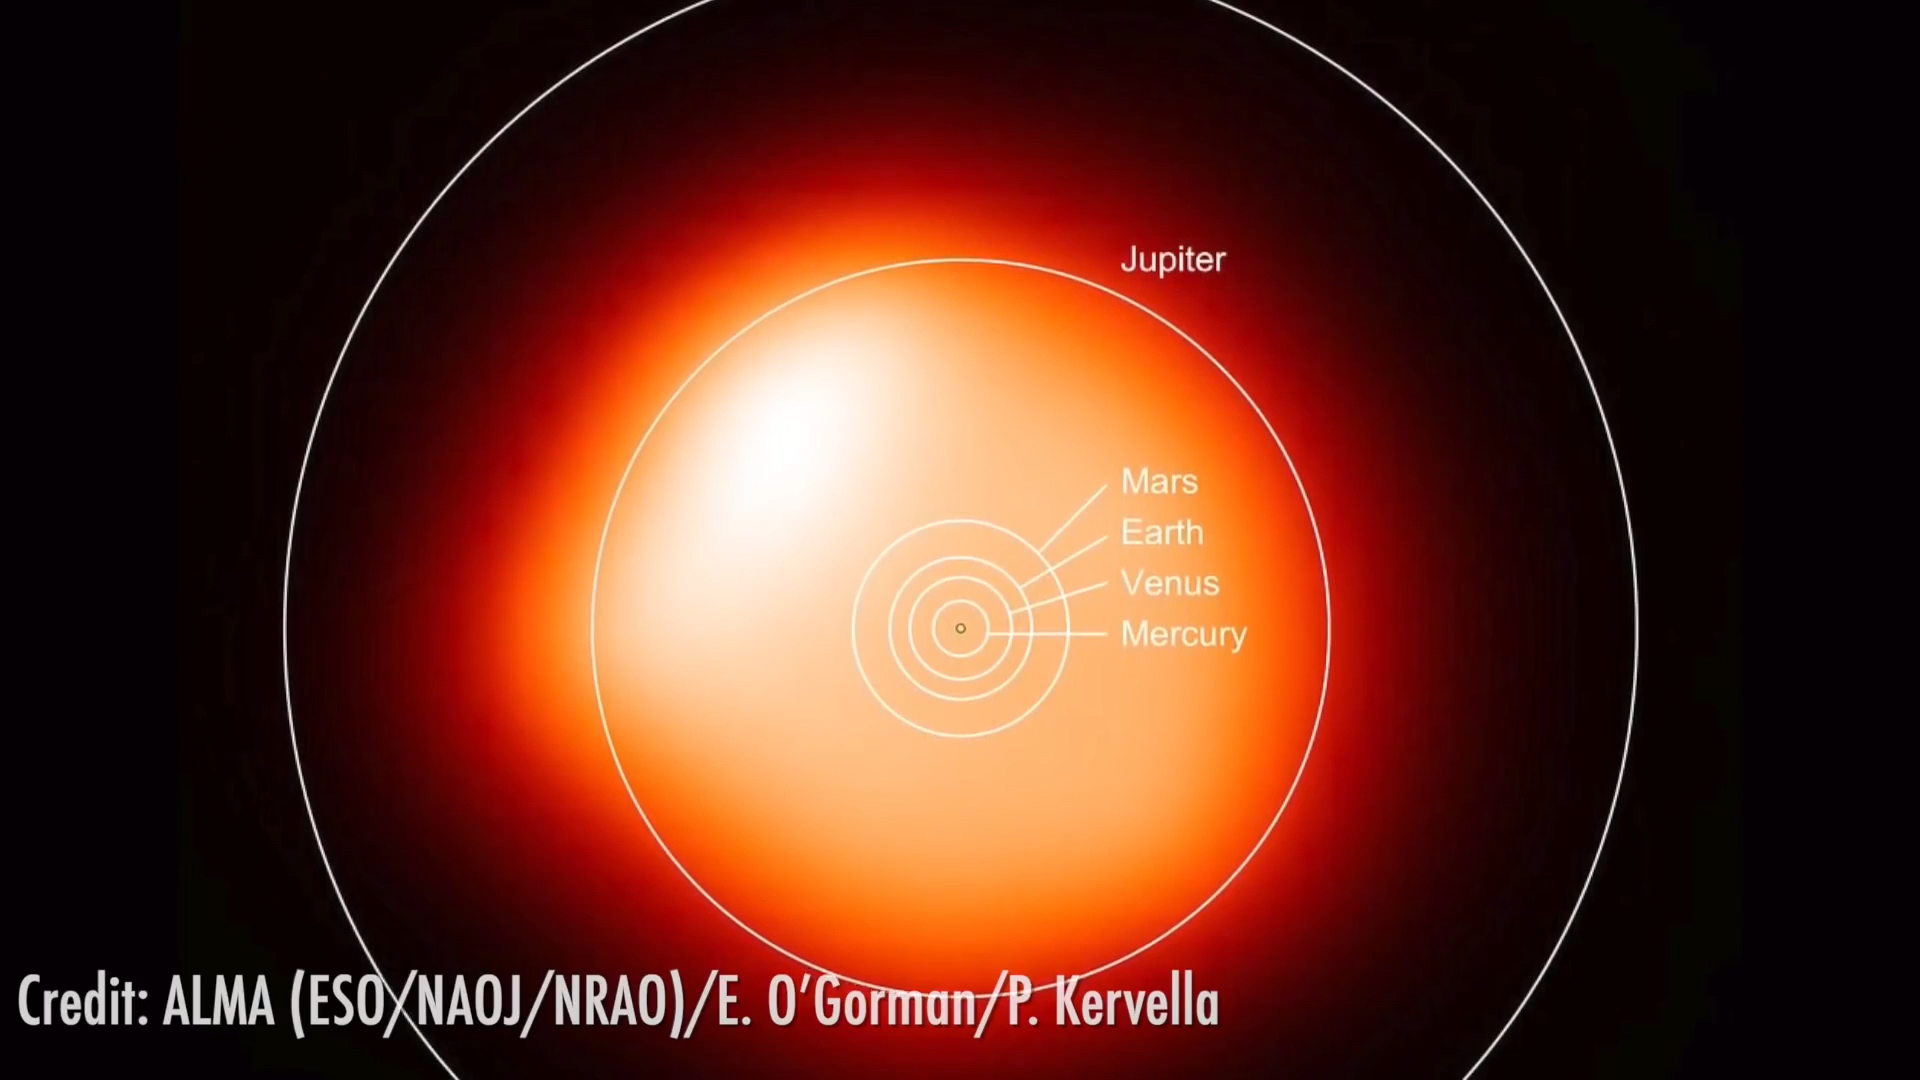 Jupiter
Mars
Earth
Venus
Mercury
Credit: ALMA (ESO/NAOJ/NRAO)/E. O'Gorman/P. Kervella